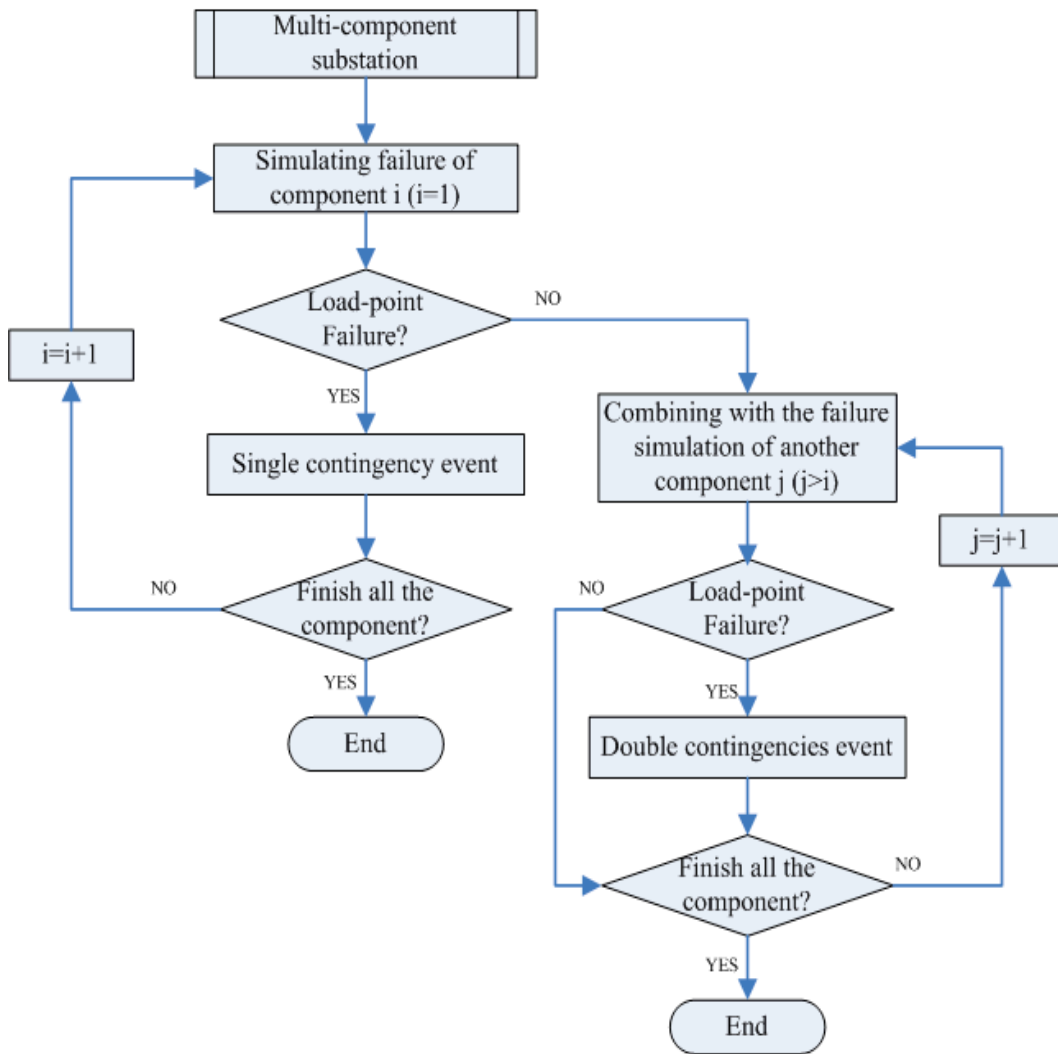 Multi-component
substation
Simulating failure of
component i (i=1)
Load-point
Failure?
NO
i=i+1
YES
Combining with the failure
simulation of another
component j (j>i)
Single contingency event
j=j+1
NO
Finish all the
component?
NO
Load-point
Failure?
YES
YES
End
Double contingencies event
Finish all the
component?
NO
YES
End